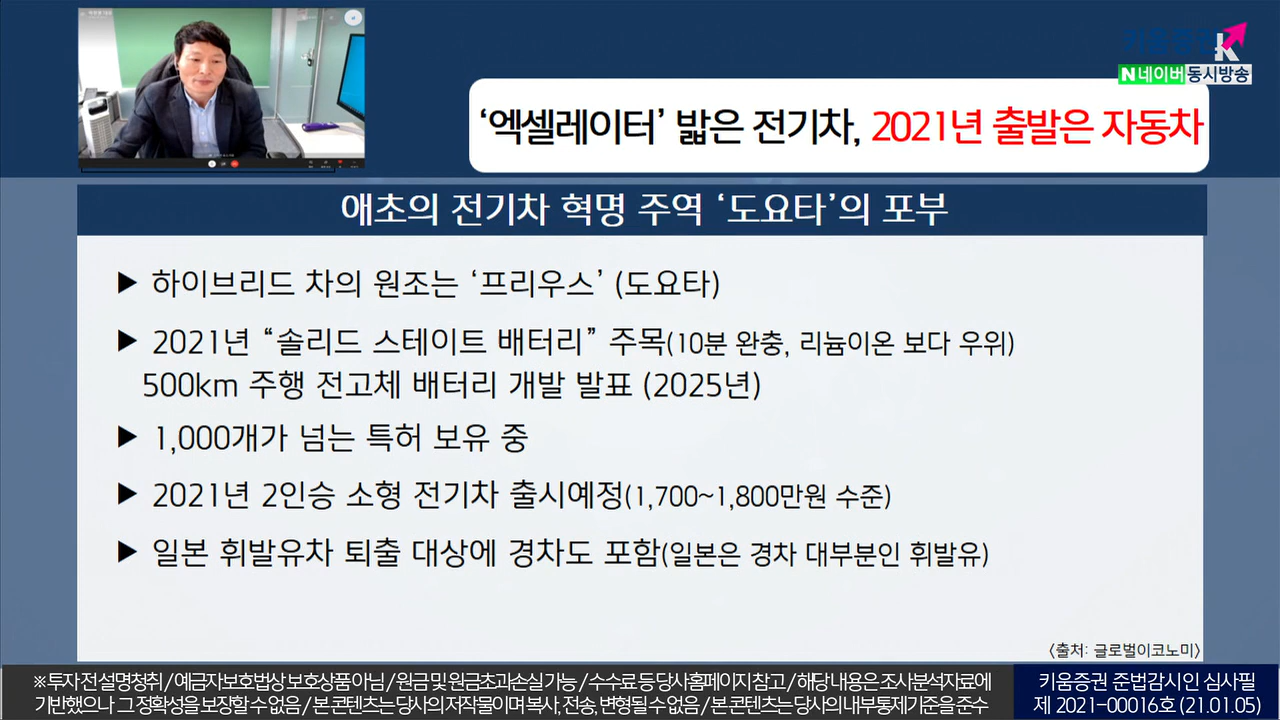 키움증권
N 네이버 동시방송
‘엑셀레이터’ 밟은 전기차, 2021년 출발은 자동차
애초의 전기차 혁명 주역 ‘도요타’의 포부
▶ 하이브리드 차의 원조는 ‘프리우스’ (도요타)
▶ 2021년 “솔리드 스테이트 배터리” 주목(10분 완충, 리튬이온 보다 우위)
500km 주행 전고체 배터리 개발 발표 (2025년)
▶ 1,000개가 넘는 특허 보유 중
▶ 2021년 2인승 소형 전기차 출시예정(1,700~1,800만원 수준)
▶ 일본 휘발유차 퇴출 대상에 경차도 포함(일본은 경차 대부분인 휘발유)
<출처: 글로벌이코노미>
※ 투자 전 설명청취 / 예금자보호법상 보호상품 아님 / 원금 및 원금초과손실 가능 / 수수료 등 당사홈페이지 참고 / 해당 내용은 조사분석자료에
기반했으나 그 정확성을 보장할 수 없음 / 본 콘텐츠는 당사의 저작물이며 복사, 전송, 변형될 수 없음 / 본 콘텐츠는 당사의 내부통제기준을 준수
키움증권 준법감시인 심사필
제 2021-00016호 (21.01.05)